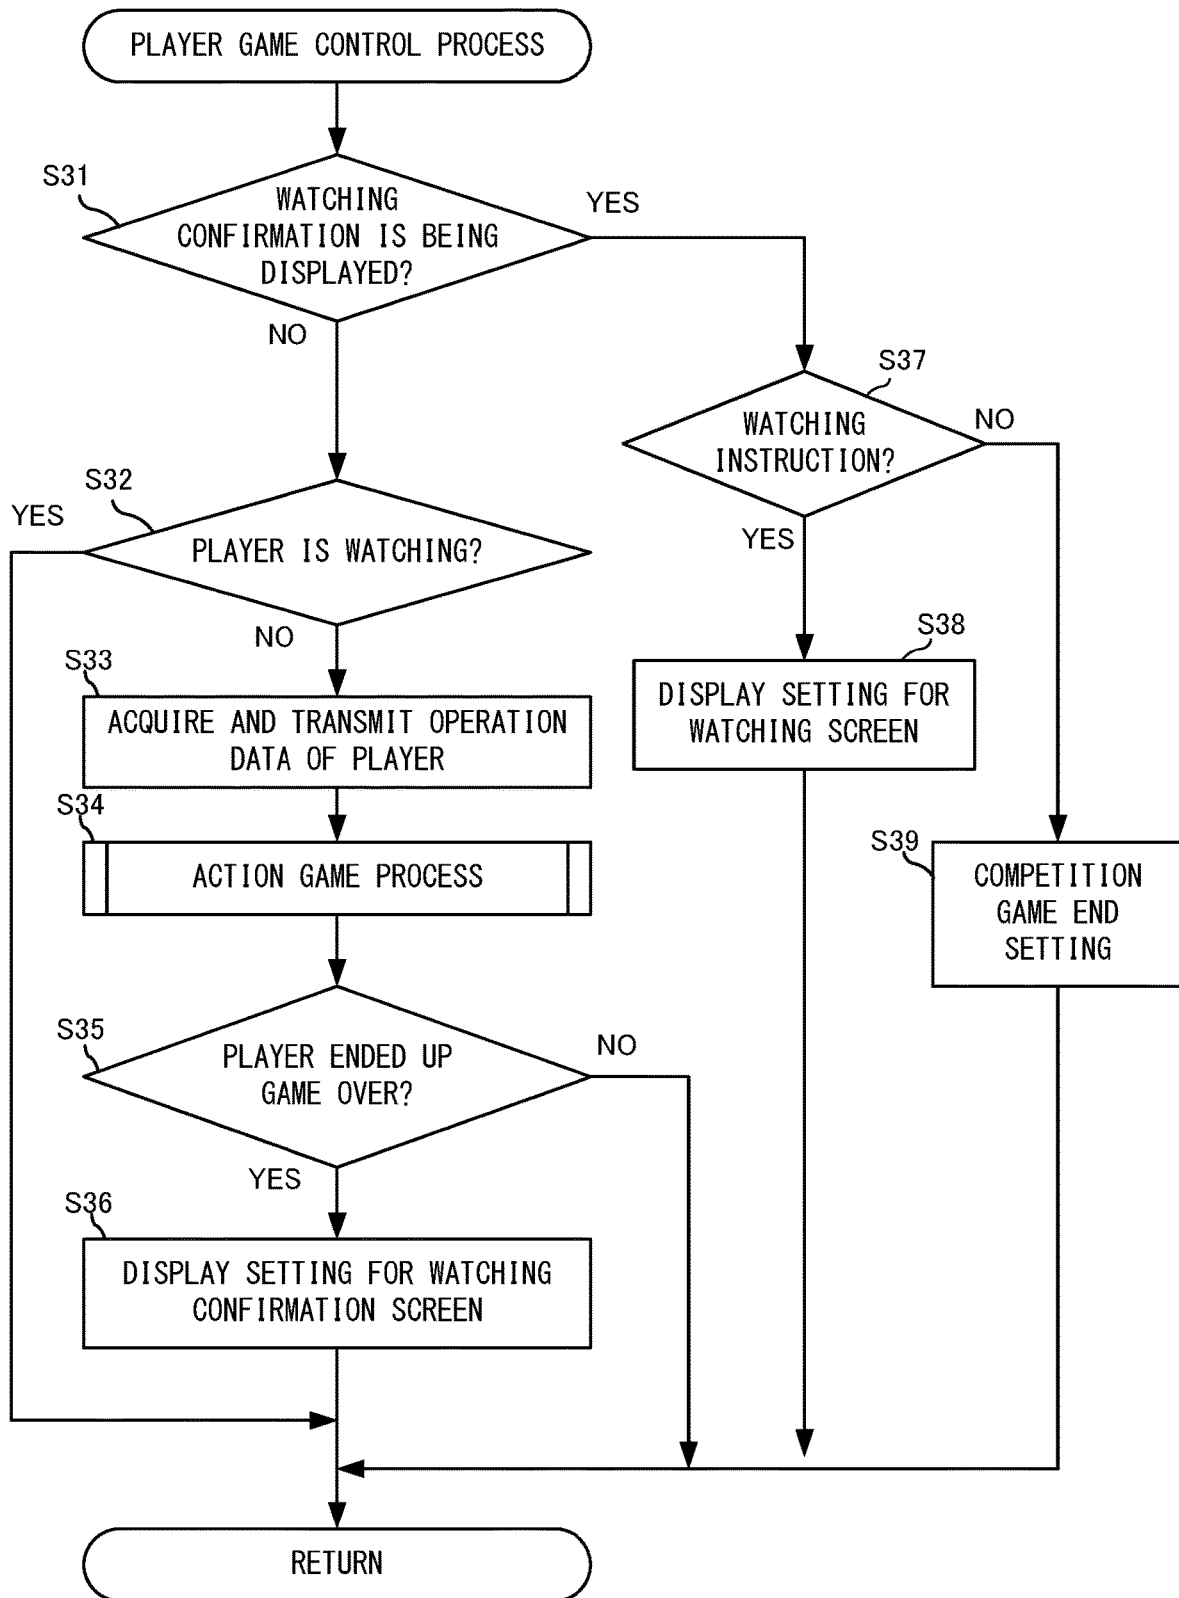 PLAYER GAME CONTROL PROCESS
S31
WATCHING
CONFIRMATION IS BEING
DISPLAYED?
YES
NO
S37
WATCHING
INSTRUCTION?
NO
YES
S32
YES
PLAYER IS WATCHING?
NO
S38
DISPLAY SETTING FOR
WATCHING SCREEN
S33
ACQUIRE AND TRANSMIT OPERATION
DATA OF PLAYER
S34
ACTION GAME PROCESS
S39
COMPETITION
GAME END
SETTING
S35
PLAYER ENDED UP
GAME OVER?
NO
YES
S36
DISPLAY SETTING FOR WATCHING
CONFIRMATION SCREEN
RETURN